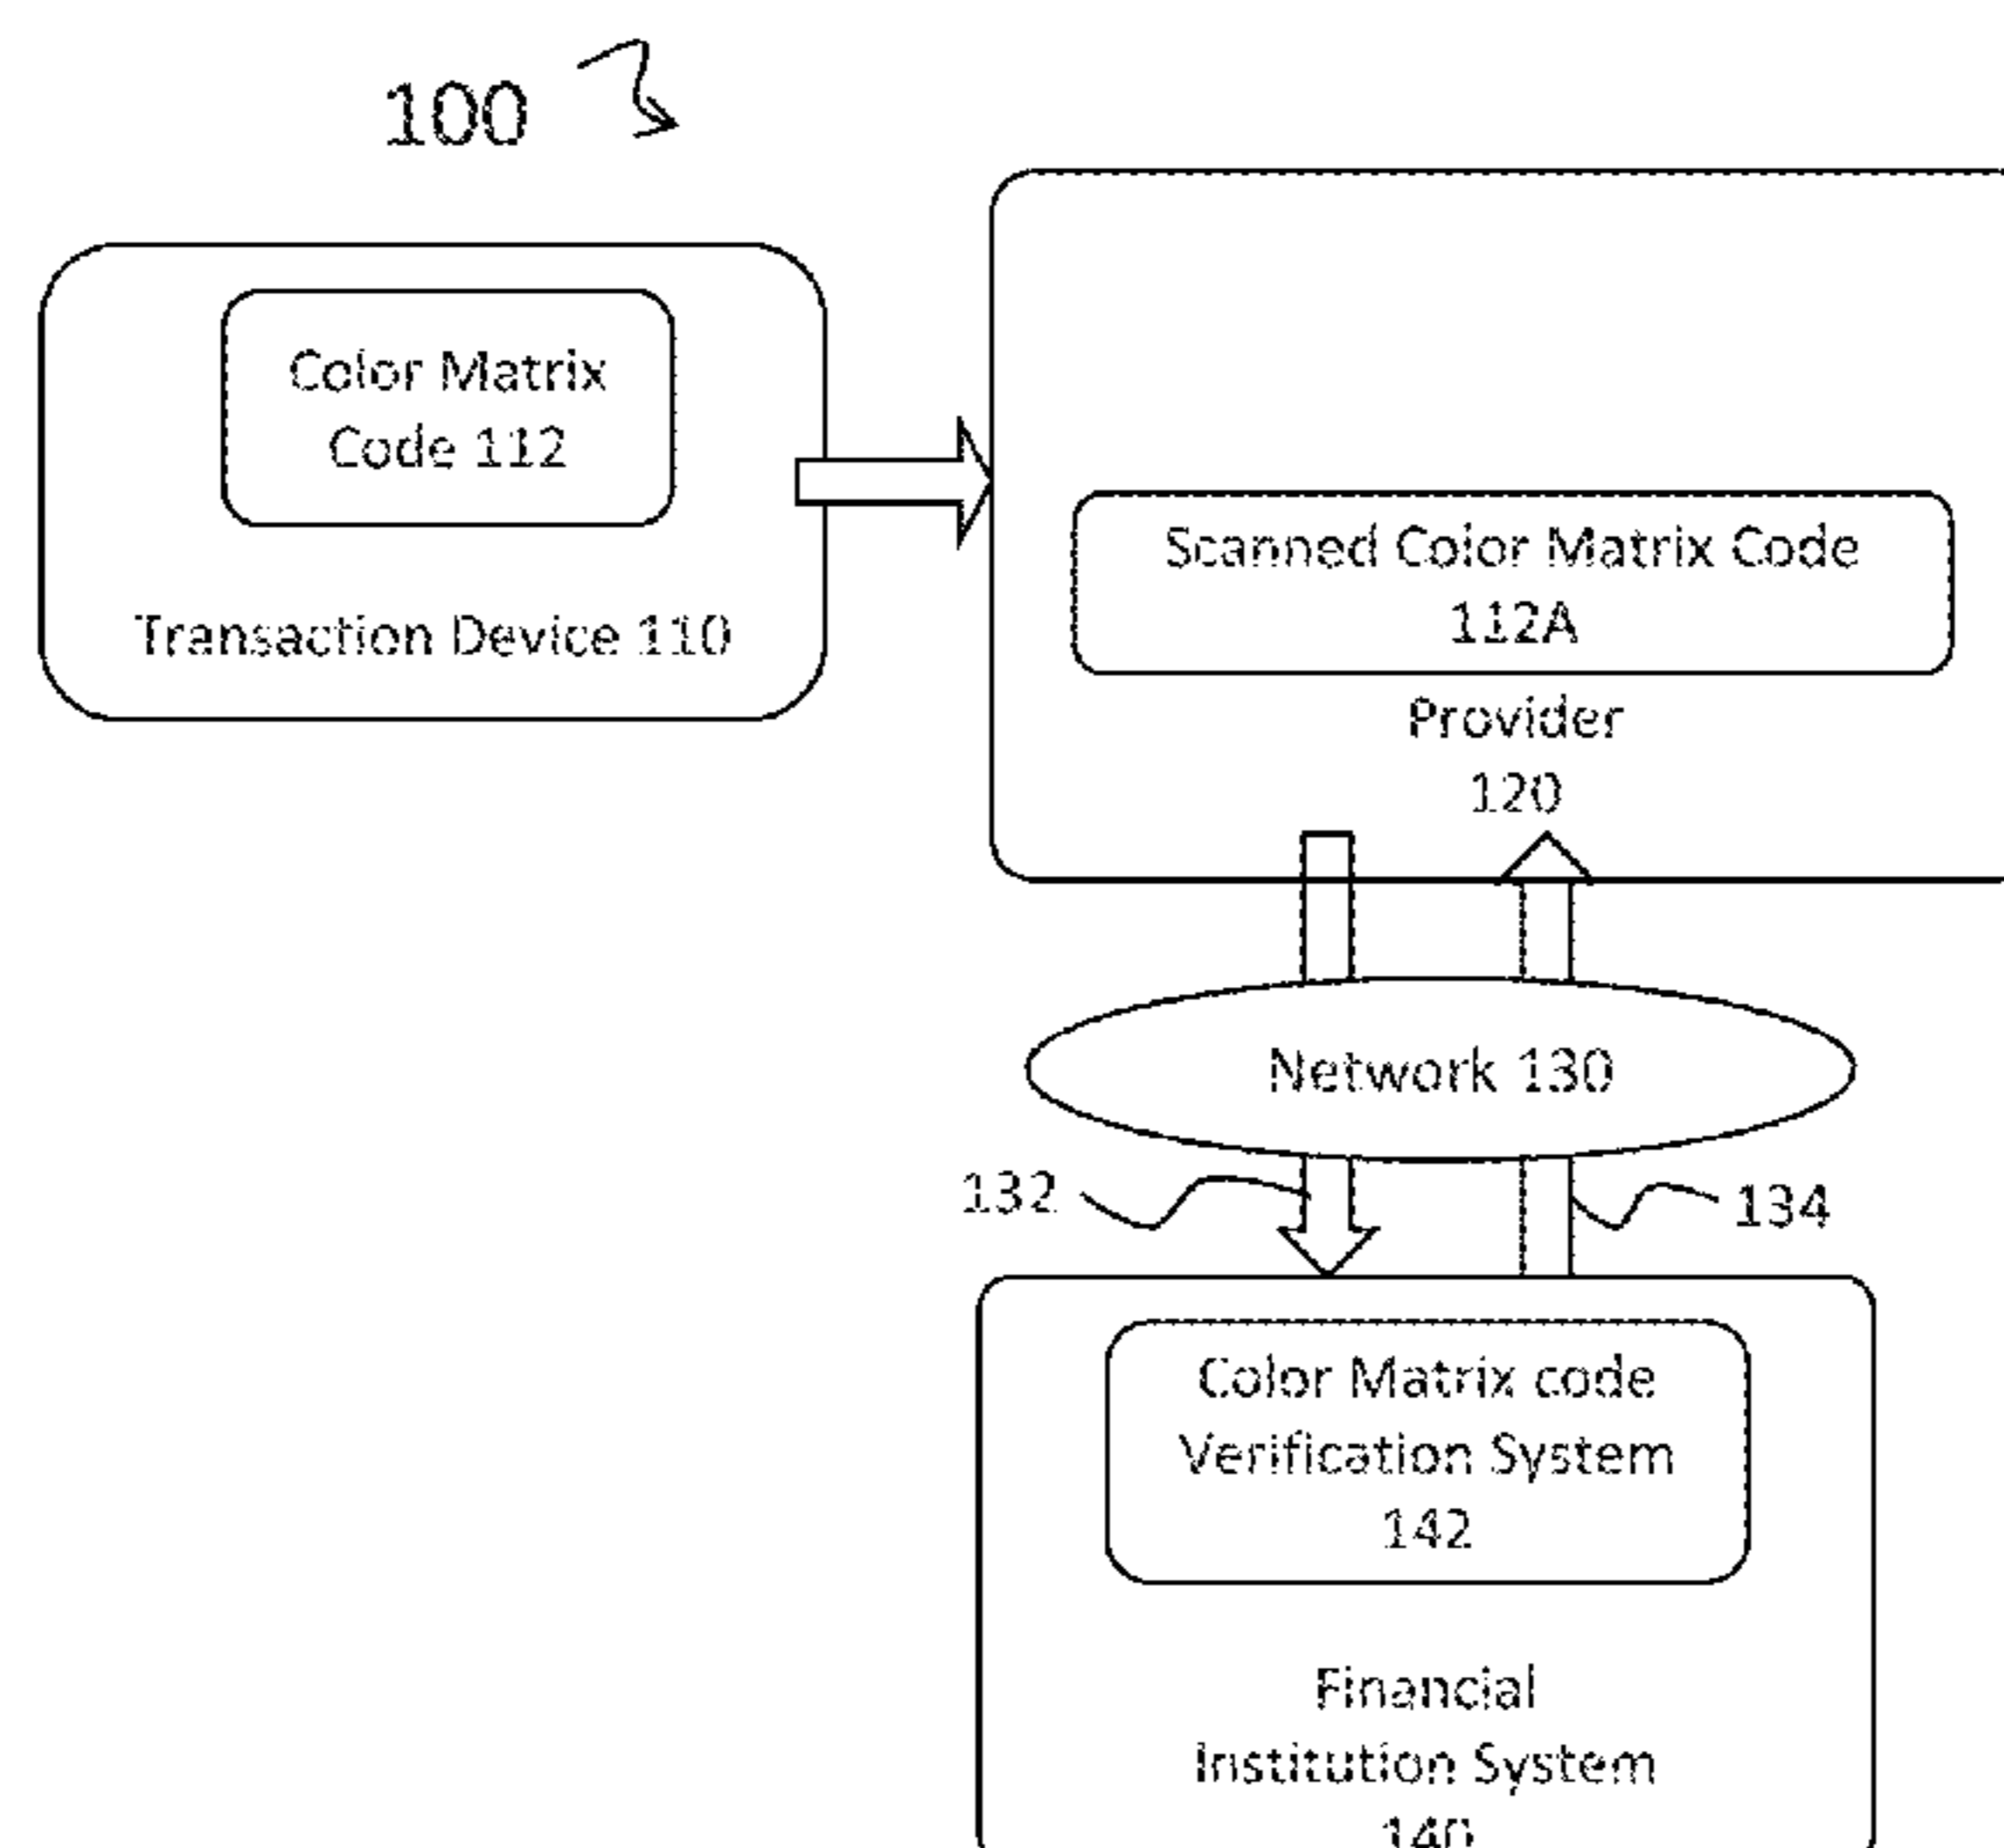 100
Color Matrix
Code 112
Transaction Device 110
Scanned Color Matrix Code
112A
Provider
120
Network 130
132
134
Color Matrix code
Verification System
142
Financial
Institution System
140